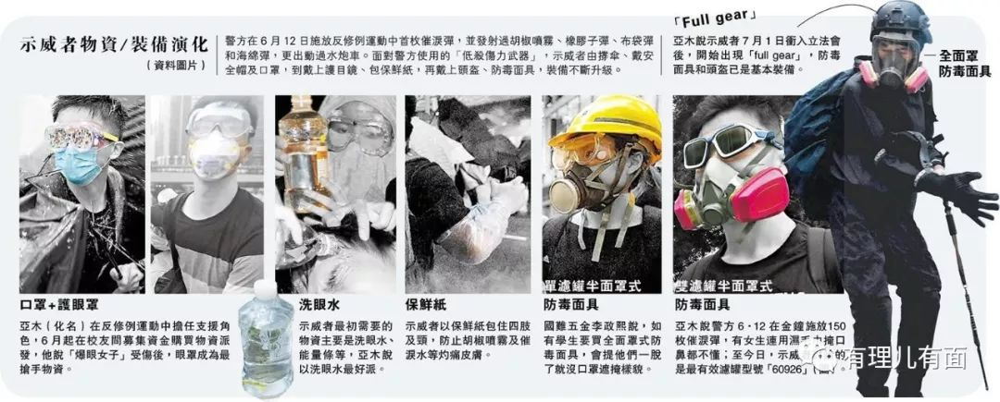 示威者物資/裝備演化
（資料圖片）
警方在6月12日施放反修例運動中首枚催淚彈，並發射過胡椒噴霧、橡膠子彈、布袋彈
和海綿彈，更出動過水炮車。面對警方使用的「低殺傷力武器」，示威者由撐傘、戴安
全帽及口罩，到戴上護目鏡、包保鮮紙，再戴上頭盔、防毒面具，裝備不斷升級。
「Full gear」
亞木說示威者7月1日衝入立法會
後，開始出現「full gear」，防毒
面具和頭盔已是基本裝備。
全面罩
防毒面具
口罩+護眼罩
亞木（化名）在反修例運動中擔任支援角
色，6月起在校友間募集資金購買物資派
發，他說「爆眼女子」受傷後，眼罩成為最
搶手物資。
洗眼水
示威者最初需要的
物資主要是洗眼水、
能量條等，亞木說
以洗眼水最好派。
保鮮紙
示威者以保鮮紙包住四肢
及頸，防止胡椒噴霧及催
淚水等灼痛皮膚。
單濾罐半面罩式
防毒面具
國難五金李政熙說，如
有學生要買全面罩式防
毒面具，會提他們一脫
了就沒口罩遮掩樣貌。
雙濾罐半面罩式
防毒面具
亞木說警方6·12在金鐘施放150
枚催淚彈，有女生連用濕巾掩口
鼻都不懂；至今日，示威的
是最有效濾罐型號「60926」
有理儿有面